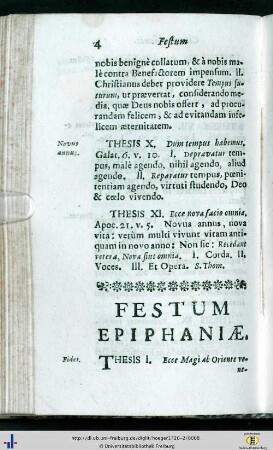 4 Festum
nobis benignè collatum, & à nobis ma-
lè contra Benefactorem impensum. II.
Christianus debet providere Tempus fu-
turum, ut prævertat, considerando me-
dia, quæ Deus nobis offert, ad procu-
randam felicem, & ad evitandam infe-
licem æternitatem.
Novus annus.
THESIS X. Dum tempus habemus,
Galat. 6. v. 10. I. Depravatur tem-
pus, malè agendo, nihil agendo, aliud
agendo. II. Reparatur tempus, pœni-
tentiam agendo, virtuti studendo, Deo
& cœlo vivendo.
THESIS XI. Ecce nova facio omnia.
Apoc. 21. v. 5. Novus annus, nova
vita: verùm multi vivunt vitam anti-
quam in novo anno: Non sic: Recedant
vetera, Nova sint omnia. I. Corda. II.
Voces. III. Et Opera. S. Thom.
FESTUM
EPIPHANIÆ.
Fides.
THESIS I. Ecce Magi ab Oriente ve-
ne-
http://dl.ub.uni-freiburg.de/diglit/hoeger1726-2/0008
Universitätsbibliothek Freiburg